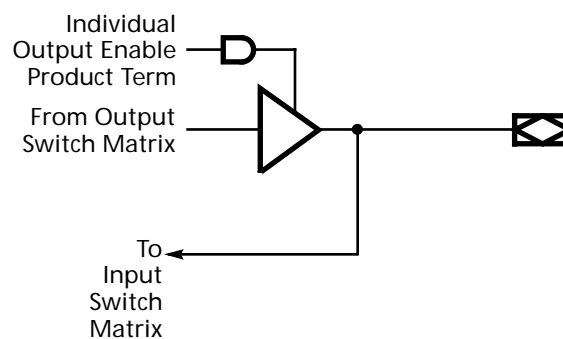 Individual
Output Enable
Product Term
From Output
Switch Matrix
To
Input
Switch
Matrix